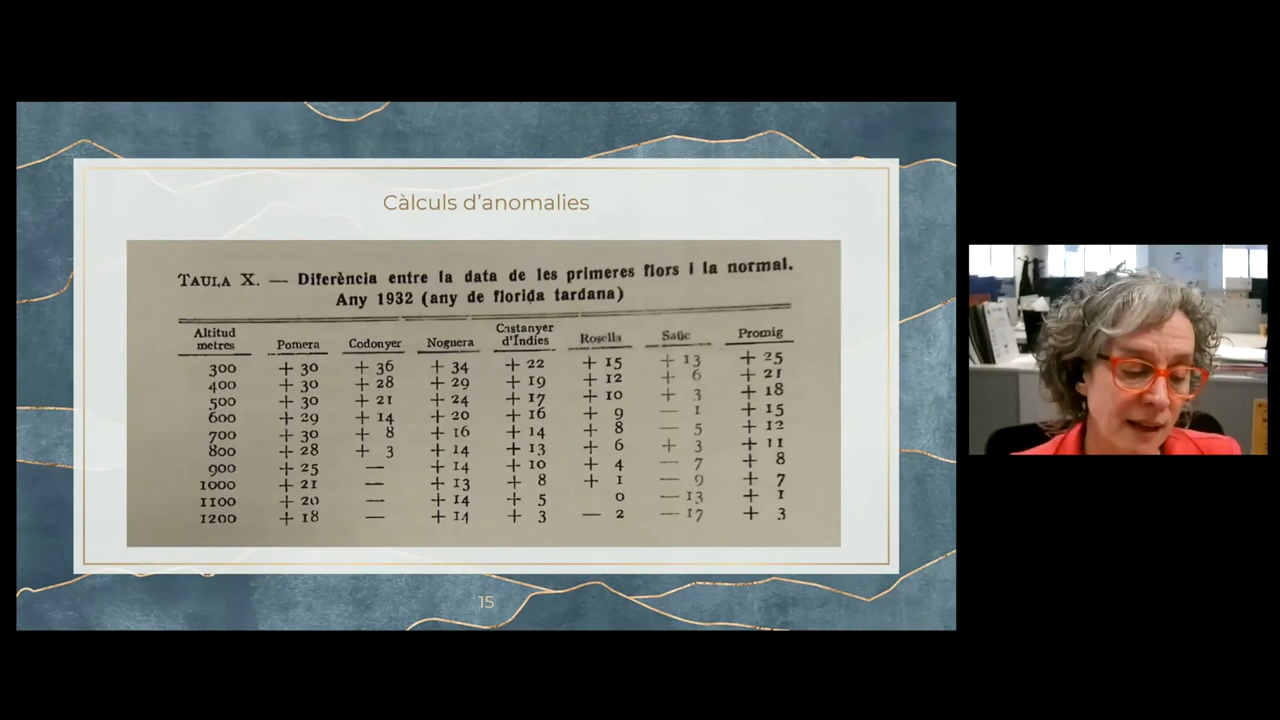 Càlculs d'anomalies
TAULA X. — Diferència entre la data de les primeres flors i la normal.
Any 1932 (any de florida tardana)
Altitud metres Pomera Codonyer Noguera Castanyer d'Índies Rosella Saüc Promig
300 + 30 + 36 + 34 + 22 + 15 + 13 + 25
400 + 30 + 28 + 29 + 19 + 12 + 6 + 21
500 + 30 + 21 + 24 + 17 + 10 + 3 + 18
600 + 29 + 14 + 20 + 16 + 9 — 1 + 15
700 + 30 + 8 + 16 + 14 + 8 — 5 + 12
800 + 28 + 3 + 14 + 13 + 6 + 3 + 11
900 + 25 — + 14 + 10 + 4 — 7 + 8
1000 + 21 — + 13 + 8 + 1 — 9 + 7
1100 + 20 — + 14 + 5 0 — 13 + 1
1200 + 18 — + 14 + 3 — 2 — 17 + 3
15